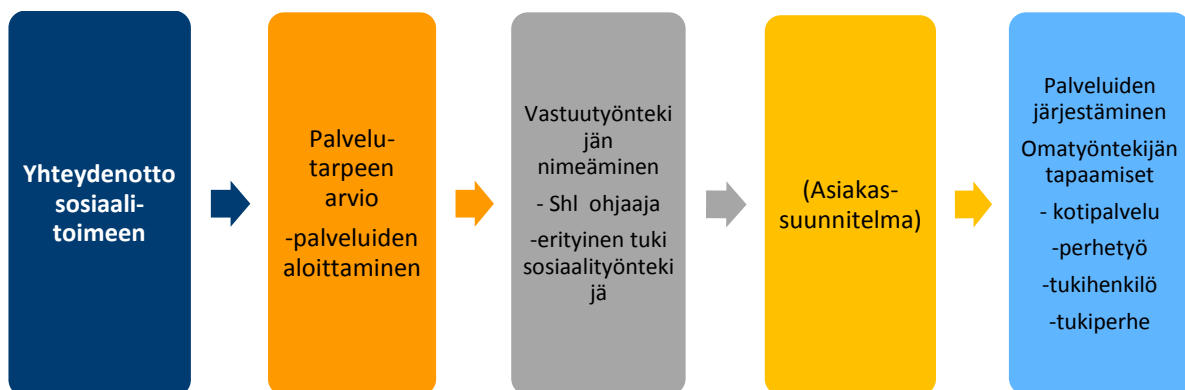 Yhteydenotto
sosiaali-
toimeen
Palvelu-
tarpeen
arvio
-palveluiden
aloittaminen
Vastuutyönteki
jän
nimeäminen
- Shl ohjaaja
-erityinen tuki
sosiaalityönteki
jä
(Asiakas-
suunnitelma)
Palveluiden
järjestäminen
Omatyöntekijän
tapaamiset
- kotipalvelu
-perhetyö
-tukihenkilö
-tukiperhe